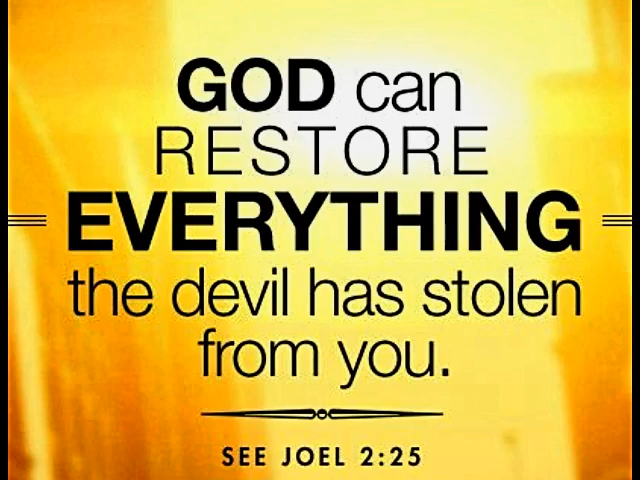 GOD can
RESTORE
EVERYTHING
the devil has stolen
from you.
SEE JOEL 2:25